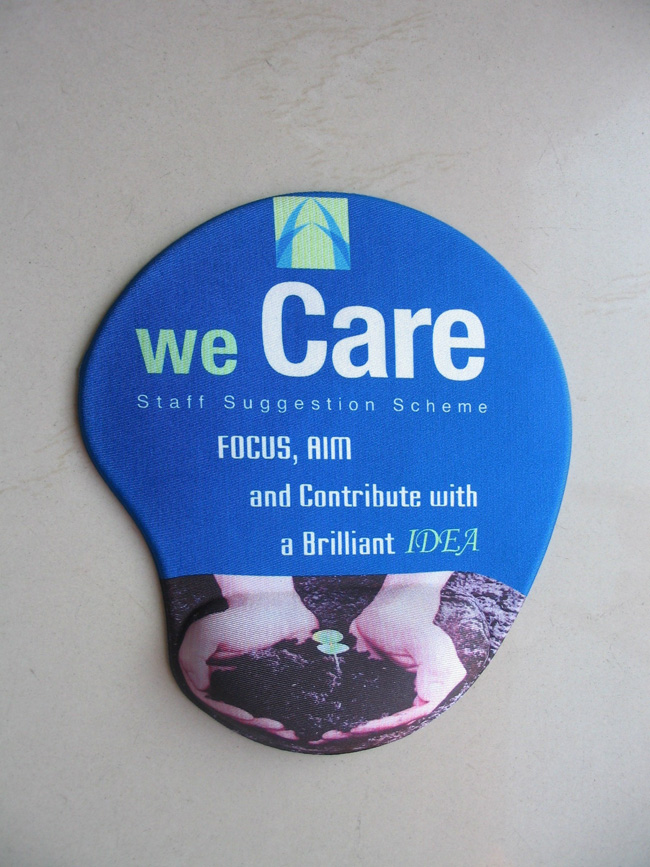 we Care
Staff Suggestion Scheme
FOCUS, AIM
and Contribute with
a Brilliant IDEA